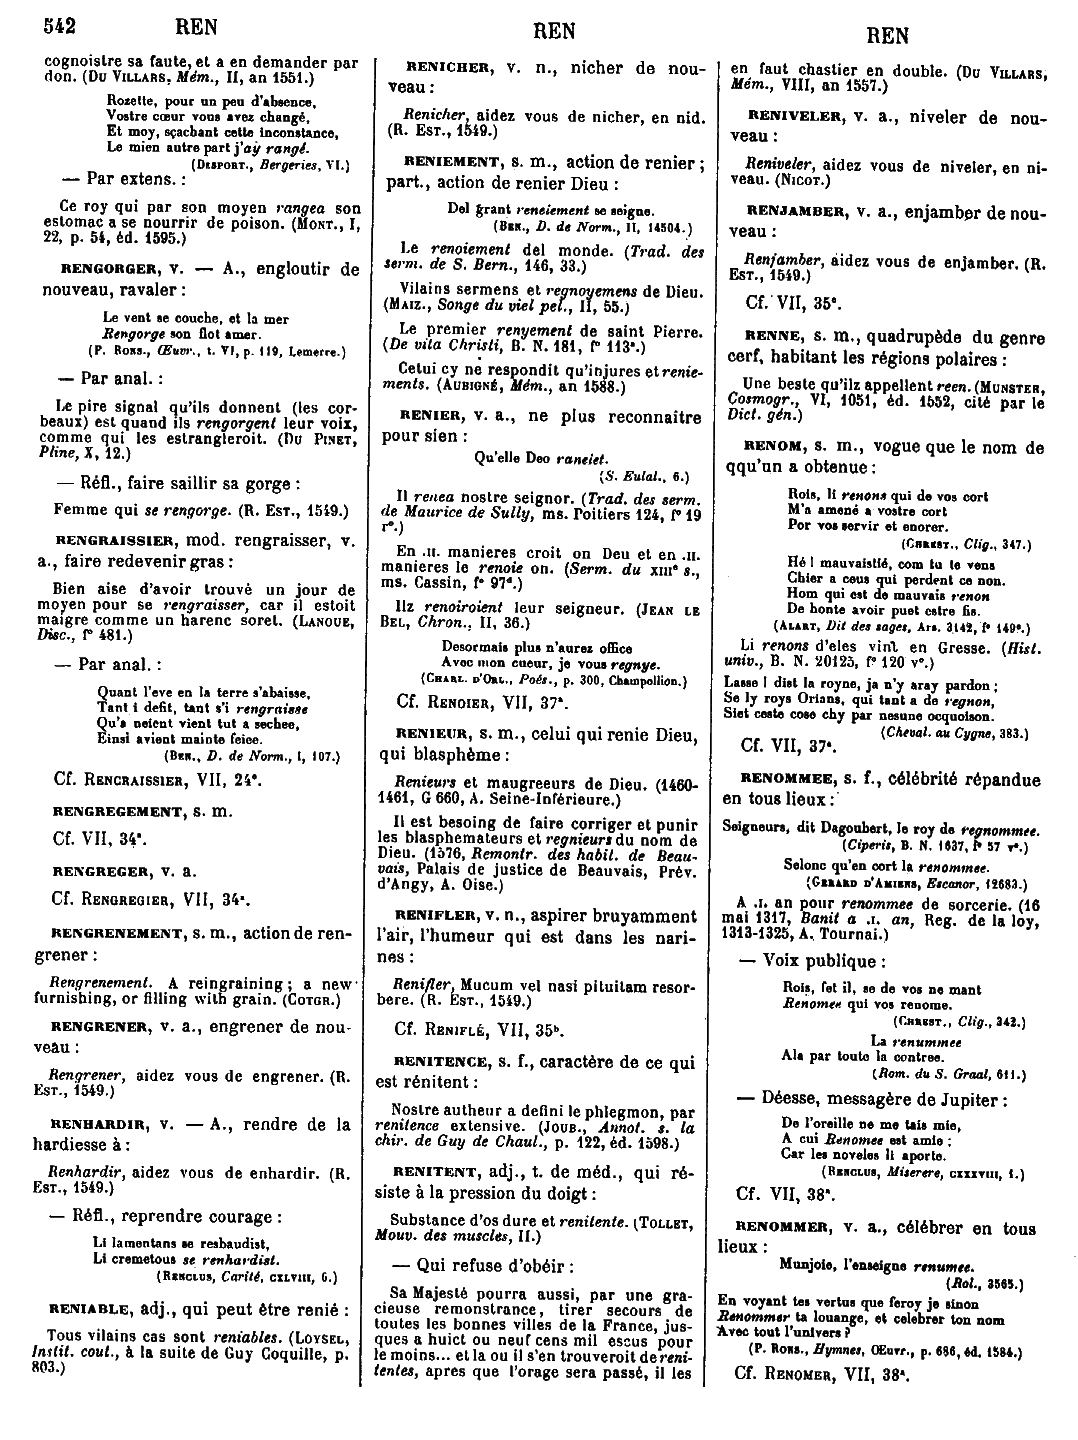 542 REN
REN
REN
cognoistre sa faute, et a en demander par
don. (Du Villars, Mém., II, an 1551.)
Rozette, pour un peu d'absence,
Vostre cœur vous avez changé,
Et moy, sçachant cette inconstance,
Le mien autre part j'ay rangé.
(Desport., Bergeries, VI.)
— Par extens. :
Ce roy qui par son moyen rangea son
estomac a se nourrir de poison. (Mont., I,
22, p. 54, éd. 1595.)
RENGORGER, v. — A., engloutir de
nouveau, ravaler :
Le vent se couche, et la mer
Rengorge son flot amer.
(P. Rons., Œuvr., t. VI, p. 119, Lemerre.)
— Par anal. :
Le pire signal qu'ils donnent (les cor-
beaux) est quand ils rengorgent leur voix,
comme qui les estrangleroit. (Du Pinet,
Pline, X, 12.)
— Réfl., faire saillir sa gorge :
Femme qui se rengorge. (R. Est., 1549.)
RENGRAISSIER, mod. rengraisser, v.
a., faire redevenir gras :
Bien aise d'avoir trouvé un jour de
moyen pour se rengraisser, car il estoit
maigre comme un harenc soret. (Lanoue,
Disc., f° 481.)
— Par anal. :
Quant l'eve en la terre s'abaisse,
Tant i defit, tant s'i rengraisse
Qu'a neient vient tut a sechee,
Einsi avient mainte feiee.
(Ben., D. de Norm., I, 107.)
Cf. Rencraissier, VII, 24ª.
RENGREGEMENT, s. m.
Cf. VII, 34ª.
RENGREGER, v. a.
Cf. Rengregier, VII, 34ª.
RENGRENEMENT, s. m., action de ren-
grener :
Rengrenement. A reingraining; a new
furnishing, or filling with grain. (Cotgr.)
RENGRENER, v. a., engrener de nou-
veau :
Rengrener, aidez vous de engrener. (R.
Est., 1549.)
RENHARDIR, v. — A., rendre de la
hardiesse à :
Renhardir, aidez vous de enhardir. (R.
Est., 1549.)
— Réfl., reprendre courage :
Li lamentans se resbaudist,
Li cremetous se renhardist.
(Renclus, Carité, CXLVIII, 6.)
RENIABLE, adj., qui peut être renié :
Tous vilains cas sont reniables. (Loysel,
Instit. cout., à la suite de Guy Coquille, p.
803.)
RENICHER, v. n., nicher de nou-
veau :
Renicher, aidez vous de nicher, en nid.
(R. Est., 1549.)
RENIEMENT, s. m., action de renier ;
part., action de renier Dieu :
Del grant reneiement se seigne.
(Ben., D. de Norm., II, 14504.)
Le renoiement del monde. (Trad. des
serm. de S. Bern., 146, 33.)
Vilains sermens et regnoyemens de Dieu.
(Maiz., Songe du viel pel., II, 55.)
Le premier renyement de saint Pierre.
(De vita Christi, B. N. 181, f° 113ª.)
Cetui cy ne respondit qu'injures et renie-
ments. (Aubigné, Mém., an 1588.)
RENIER, v. a., ne plus reconnaitre
pour sien :
Qu'elle Deo raneiet.
(S. Eulal., 6.)
Il renea nostre seignor. (Trad. des serm.
de Maurice de Sully, ms. Poitiers 124, f° 19
r°.)
En .II. manieres croit on Deu et en .II.
manieres le renoie on. (Serm. du XIIIe s.,
ms. Cassin, f° 97ᵈ.)
Ilz renoiroient leur seigneur. (Jean le
Bel, Chron., II, 36.)
Desormais plus n'aurez office
Avec mon cueur, je vous regnye.
(Charl. d'Orl., Poés., p. 300, Champollion.)
Cf. Renoier, VII, 37ª.
RENIEUR, s. m., celui qui renie Dieu,
qui blasphème :
Renieurs et maugreeurs de Dieu. (1460-
1461, G 660, A. Seine-Inférieure.)
Il est besoing de faire corriger et punir
les blasphemateurs et regnieurs du nom de
Dieu. (1576, Remontr. des habit. de Beau-
vais, Palais de justice de Beauvais, Prév.
d'Angy, A. Oise.)
RENIFLER, v. n., aspirer bruyamment
l'air, l'humeur qui est dans les nari-
nes :
Renifler, Mucum vel nasi pituitam resor-
bere. (R. Est., 1549.)
Cf. Reniflé, VII, 35ᵇ.
RENITENCE, s. f., caractère de ce qui
est rénitent :
Nostre autheur a defini le phlegmon, par
renitence extensive. (Joub., Annot. s. la
chir. de Guy de Chaul., p. 122, éd. 1598.)
RENITENT, adj., t. de méd., qui ré-
siste à la pression du doigt :
Substance d'os dure et renitente. (Tollet,
Mouv. des muscles, II.)
— Qui refuse d'obéir :
Sa Majesté pourra aussi, par une gra-
cieuse remonstrance, tirer secours de
toutes les bonnes villes de la France, jus-
ques a huict ou neuf cens mil escus pour
le moins... et la ou il s'en trouveroit de reni-
tentes, apres que l'orage sera passé, il les
en faut chastier en double. (Du Villars,
Mém., VIII, an 1557.)
RENIVELER, v. a., niveler de nou-
veau :
Reniveler, aidez vous de niveler, en ni-
veau. (Nicot.)
RENJAMBER, v. a., enjamber de nou-
veau :
Renjamber, aidez vous de enjamber. (R.
Est., 1549.)
Cf. VII, 35ª.
RENNE, s. m., quadrupède du genre
cerf, habitant les régions polaires :
Une beste qu'ilz appellent reen. (Munster,
Cosmogr., VI, 1051, éd. 1552, cité par le
Dict. gén.)
RENOM, s. m., vogue que le nom de
qqu'un a obtenue :
Rois, li renons qui de vos cort
M'a amené a vostre cort
Por vos servir et enorer.
(Chrest., Clig., 347.)
Hé ! mauvaistié, com tu te vens
Chier a ceus qui perdent ce non.
Hom qui est de mauvais renon
De honte avoir puet estre fis.
(Alart, Dit des sages, Ars. 3142, f° 149ª.)
Li renons d'eles vint en Gresse. (Hist.
univ., B. N. 20125, f° 120 v°.)
Lasse ! dist la royne, ja n'y aray pardon ;
Se ly roys Orians, qui tant a de regnon,
Siet ceste cose chy par nesune ocquoison.
(Cheval. au Cygne, 383.)
Cf. VII, 37ª.
RENOMMEE, s. f., célébrité répandue
en tous lieux :
Seigneurs, dit Dagoubert, le roy de regnommee.
(Ciperis, B. N. 1637, f° 57 v°.)
Selonc qu'en cort la renommee.
(Gerard d'Amiens, Escanor, 12683.)
A .I. an pour renommee de sorcerie. (16
mai 1317, Banit a .I. an, Reg. de la loy,
1313-1325, A. Tournai.)
— Voix publique :
Rois, fet il, se de vos ne mant
Renomee qui vos renome.
(Chrest., Clig., 342.)
La renummee
Ala par toute la contree.
(Rom. du S. Graal, 611.)
— Déesse, messagère de Jupiter :
De l'oreille ne me tais mie,
A cui Renomee est amie ;
Car les noveles li aporte.
(Renclus, Miserere, CXXXVIII, 1.)
Cf. VII, 38ª.
RENOMMER, v. a., célébrer en tous
lieux :
Munjoie, l'enseigne renumee.
(Rol., 3565.)
En voyant tes vertus que feroy je sinon
Renommer ta louange, et celebrer ton nom
Avec tout l'univers ?
(P. Rons., Hymnes, Œuvr., p. 686, éd. 1584.)
Cf. Renomer, VII, 38ª.